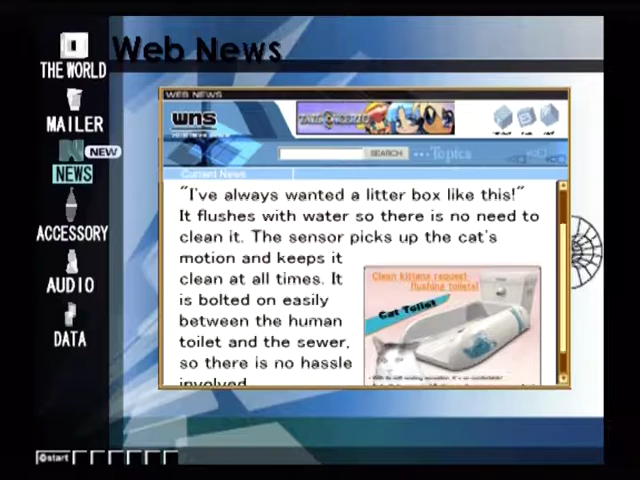 Web News
THE WORLD
MAILER
NEW
NEWS
ACCESSORY
AUDIO
DATA
WEB NEWS
wns
SEARCH
Topics
Current News
"I've always wanted a litter box like this!"
It flushes with water so there is no need to
clean it. The sensor picks up the cat's
motion and keeps it
clean at all times. It
is bolted on easily
between the human
toilet and the sewer,
so there is no hassle
involved
Clean kittens request
flushing toilets!
Cat Toilet
start